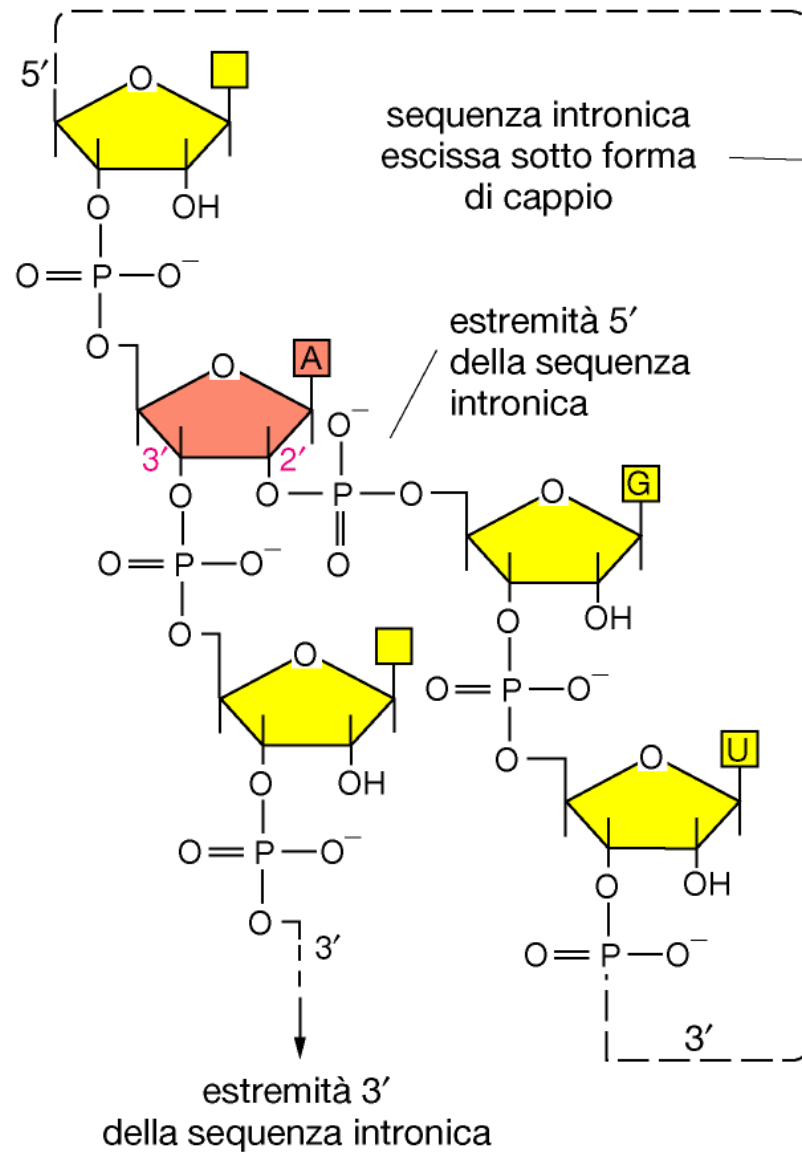 5′
O
sequenza intronica
escissa sotto forma
di cappio
O
OH
O
P
O⁻
O
estremità 5′
della sequenza
intronica
A
O
O⁻
3′
2′
O
O
P
O
O
G
O
P
O⁻
O
O
OH
O
O
O
P
O⁻
OH
O
O
U
O
P
O⁻
O
OH
O
3′
O
P
O⁻
3′
estremità 3′
della sequenza intronica